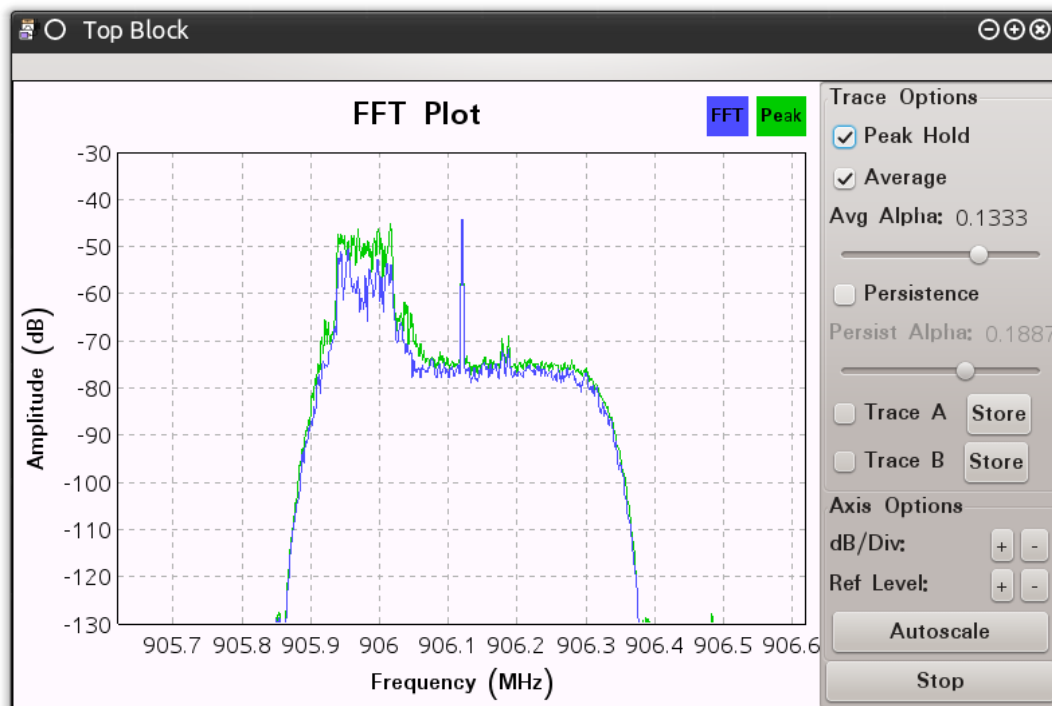 Top Block
FFT Plot
FFT Peak
-30
-40
-50
-60
-70
-80
-90
-100
-110
-120
-130
Amplitude (dB)
905.7 905.8 905.9 906 906.1 906.2 906.3 906.4 906.5 906.6
Frequency (MHz)
Trace Options
Peak Hold
Average
Avg Alpha: 0.1333
Persistence
Persist Alpha: 0.1887
Trace A Store
Trace B Store
Axis Options
dB/Div: + -
Ref Level: + -
Autoscale
Stop